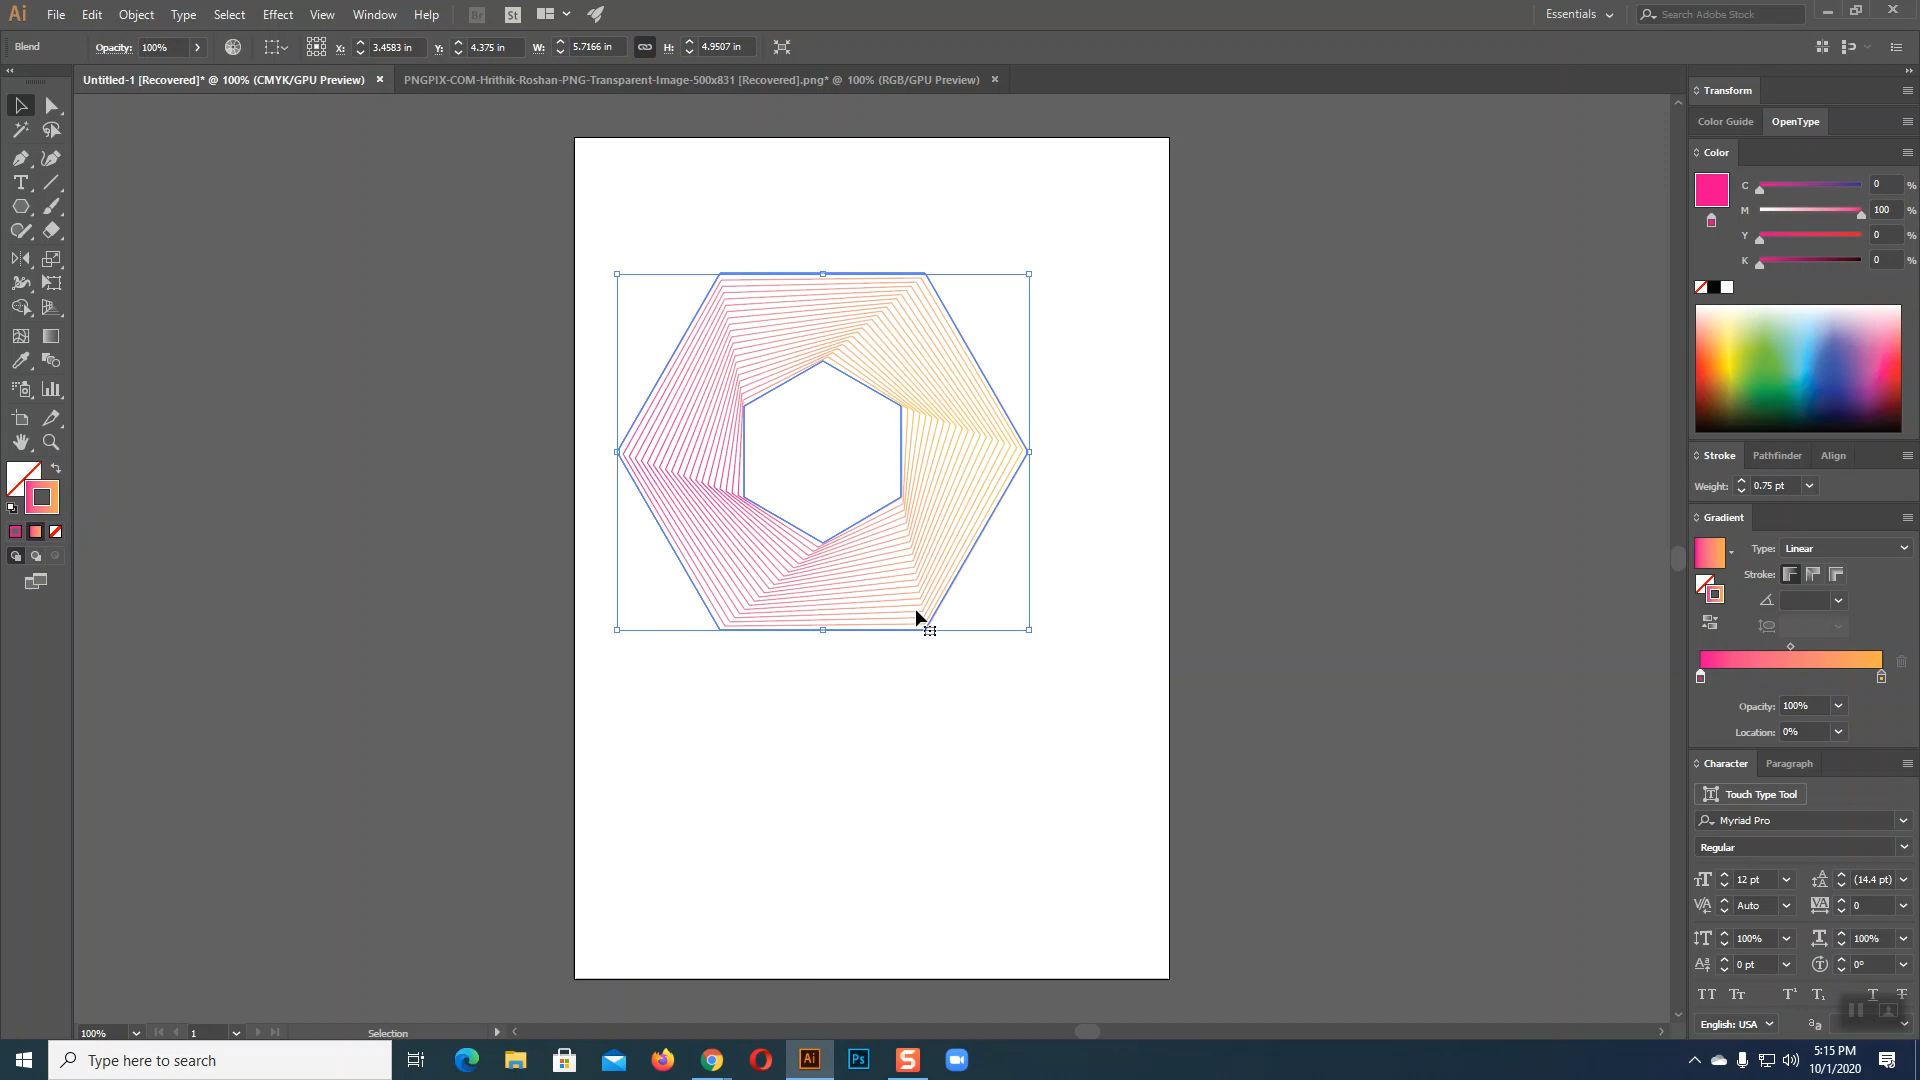 Ai File Edit Object Type Select Effect View Window Help Br St Essentials Search Adobe Stock
Blend Opacity: 100% X: 3.4583 in Y: 4.375 in W: 5.7166 in H: 4.9507 in
Untitled-1 [Recovered]* @ 100% (CMYK/GPU Preview) × PNGPIX-COM-Hrithik-Roshan-PNG-Transparent-Image-500x831 [Recovered].png* @ 100% (RGB/GPU Preview) ×
Transform
Color Guide OpenType
Color
C 0 %
M 100 %
Y 0 %
K 0 %
Stroke Pathfinder Align
Weight: 0.75 pt
Gradient
Type: Linear
Stroke:
Opacity: 100%
Location: 0%
Character Paragraph
Touch Type Tool
Myriad Pro
Regular
12 pt (14.4 pt)
Auto 0
100% 100%
0 pt 0°
English: USA
100% 1 Selection
Type here to search
Ai Ps S
5:15 PM
10/1/2020